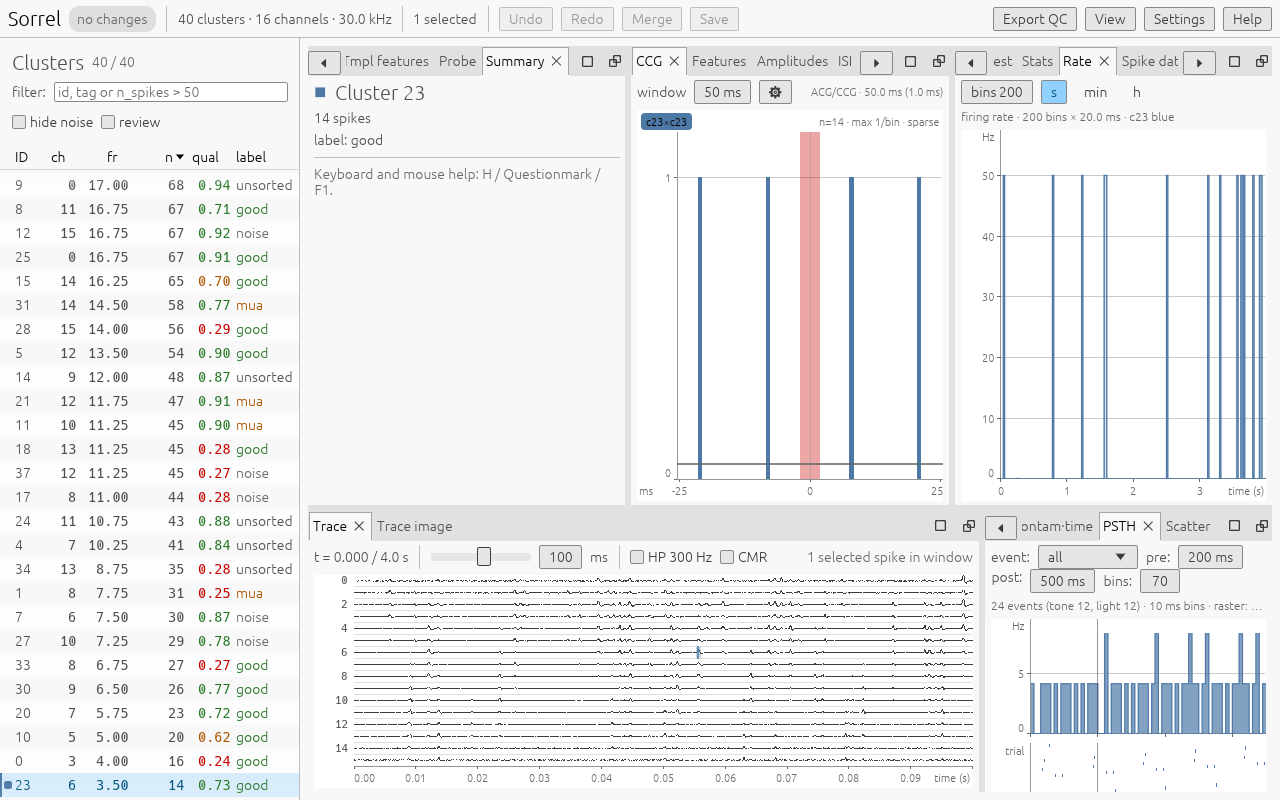 Sorrel no changes 40 clusters · 16 channels · 30.0 kHz 1 selected Undo Redo Merge Save Export QC View Settings Help
Clusters 40 / 40
filter: id, tag or n_spikes > 50
hide noise review
ID ch fr n qual label
9 0 17.00 68 0.94 unsorted
8 11 16.75 67 0.71 good
12 15 16.75 67 0.92 noise
25 0 16.75 67 0.91 good
15 14 16.25 65 0.70 good
31 14 14.50 58 0.77 mua
28 15 14.00 56 0.29 good
5 12 13.50 54 0.90 good
14 9 12.00 48 0.87 unsorted
21 12 11.75 47 0.91 mua
11 10 11.25 45 0.90 mua
18 13 11.25 45 0.28 good
37 12 11.25 45 0.27 noise
17 8 11.00 44 0.28 noise
24 11 10.75 43 0.88 unsorted
4 7 10.25 41 0.84 unsorted
34 13 8.75 35 0.28 unsorted
1 8 7.75 31 0.25 mua
7 6 7.50 30 0.87 noise
27 10 7.25 29 0.78 noise
33 8 6.75 27 0.27 good
30 9 6.50 26 0.77 good
20 7 5.75 23 0.72 good
10 5 5.00 20 0.62 good
0 3 4.00 16 0.24 good
23 6 3.50 14 0.73 good
Tmpl features Probe Summary
Cluster 23
14 spikes
label: good
Keyboard and mouse help: H / Questionmark /
F1.
CCG Features Amplitudes ISI
window 50 ms ACG/CCG · 50.0 ms (1.0 ms)
c23×c23 n=14 · max 1/bin · sparse
1
0
ms -25 0 25
est Stats Rate Spike dat
bins 200 s min h
firing rate · 200 bins × 20.0 ms · c23 blue
Hz
50
40
30
20
10
0
0 1 2 3 time (s)
Trace Trace image
t = 0.000 / 4.0 s 100 ms HP 300 Hz CMR 1 selected spike in window
0
2
4
6
8
10
12
14
0.00 0.01 0.02 0.03 0.04 0.05 0.06 0.07 0.08 0.09 time (s)
ontam·time PSTH Scatter
event: all pre: 200 ms
post: 500 ms bins: 70
24 events (tone 12, light 12) · 10 ms bins · raster: …
Hz
5
0
trial